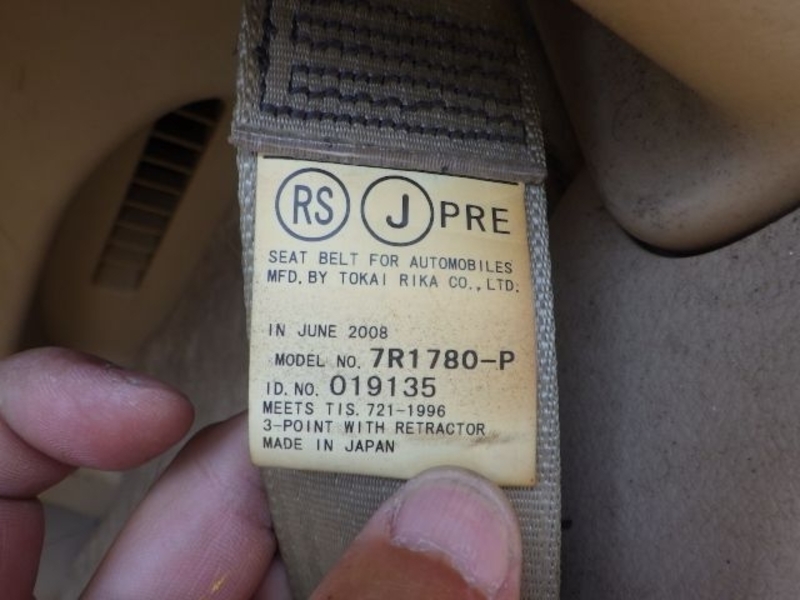 RS J PRE
SEAT BELT FOR AUTOMOBILES
MFD. BY TOKAI RIKA CO., LTD.
IN JUNE 2008
MODEL NO. 7R1780-P
ID. NO. 019135
MEETS TIS. 721-1996
3-POINT WITH RETRACTOR
MADE IN JAPAN